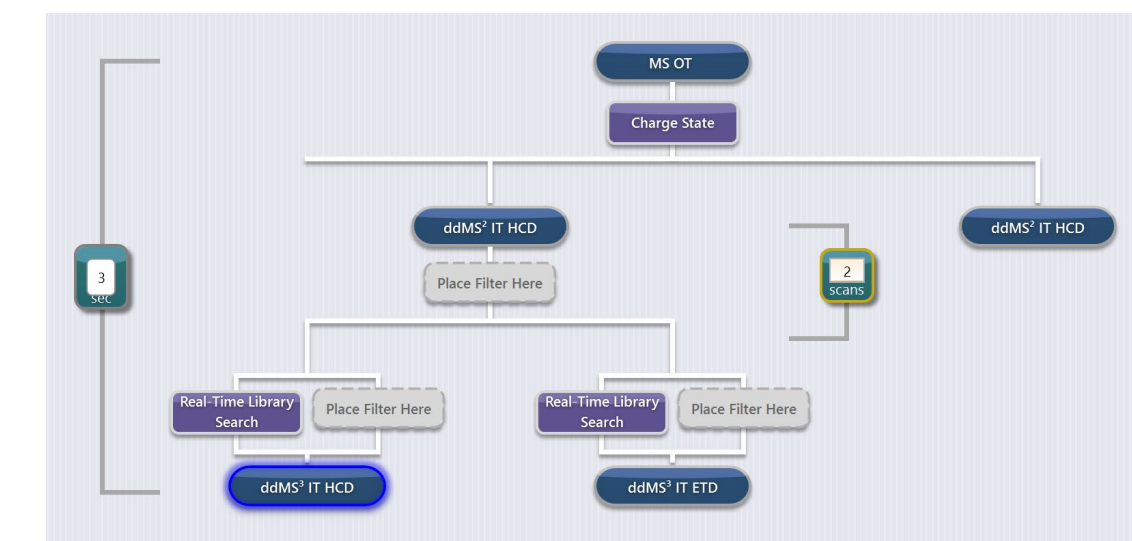 MS OT
Charge State
ddMS² IT HCD
ddMS² IT HCD
Place Filter Here
3
sec
2
scans
Real-Time Library
Search
Place Filter Here
Real-Time Library
Search
Place Filter Here
ddMS³ IT HCD
ddMS³ IT ETD